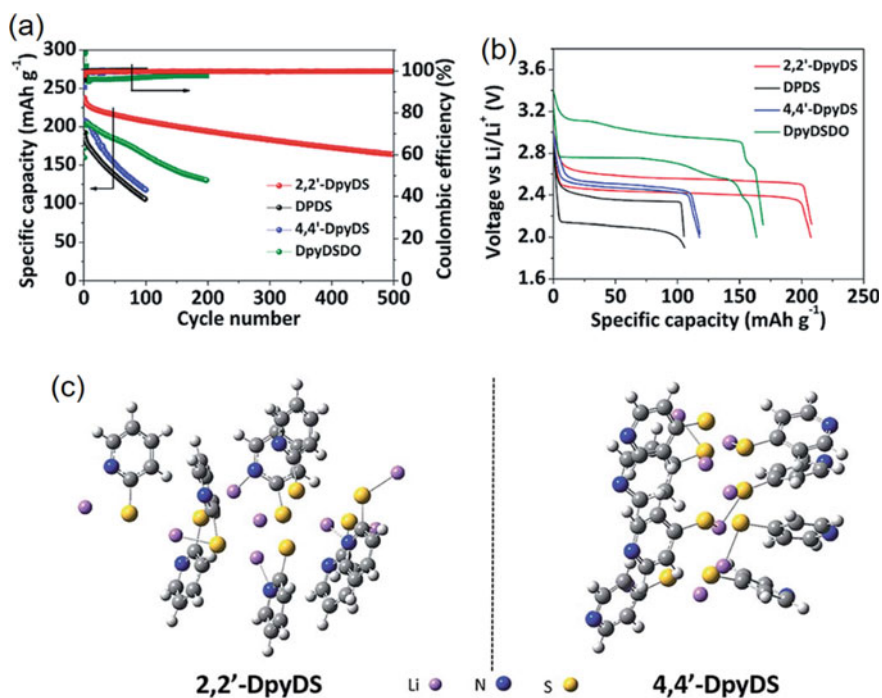 (a)
Specific capacity (mAh g⁻¹)
300
250
200
150
100
50
0
100
80
60
40
20
0
Coulombic efficiency (%)
2,2'-DpyDS
DPDS
4,4'-DpyDS
DpyDSDO
0 100 200 300 400 500
Cycle number
(b)
Voltage vs Li/Li⁺ (V)
3.6
3.2
2.8
2.4
2.0
1.6
2,2'-DpyDS
DPDS
4,4'-DpyDS
DpyDSDO
0 50 100 150 200 250
Specific capacity (mAh g⁻¹)
(c)
2,2'-DpyDS Li N S 4,4'-DpyDS